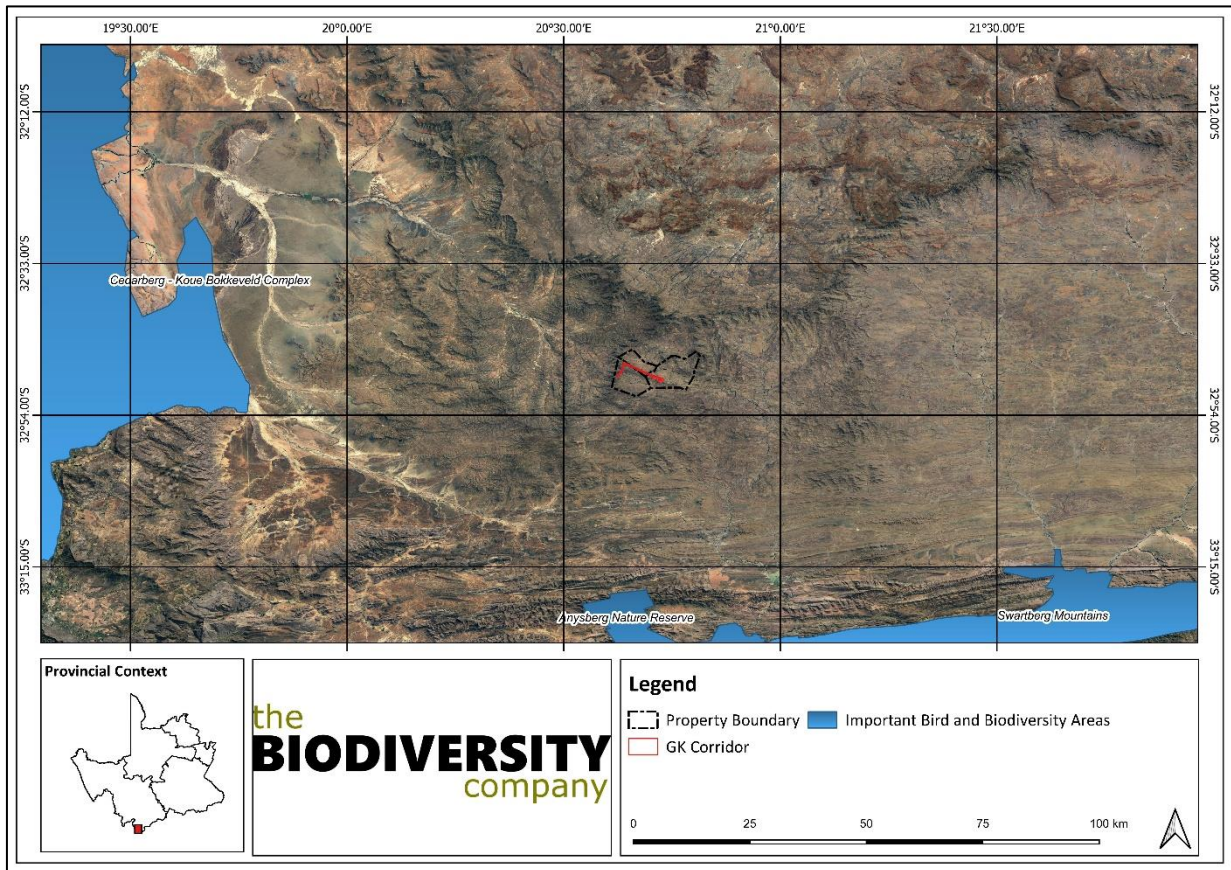 19°30.00'E 20°0.00'E 20°30.00'E 21°0.00'E 21°30.00'E
32°12.00'S 32°12.00'S
32°33.00'S 32°33.00'S
Cedarberg - Koue Bokkeveld Complex
32°54.00'S 32°54.00'S
33°15.00'S 33°15.00'S
Anysberg Nature Reserve
Swartberg Mountains
Provincial Context
the
BIODIVERSITY
company
Legend
Property Boundary
Important Bird and Biodiversity Areas
GK Corridor
0 25 50 75 100 km